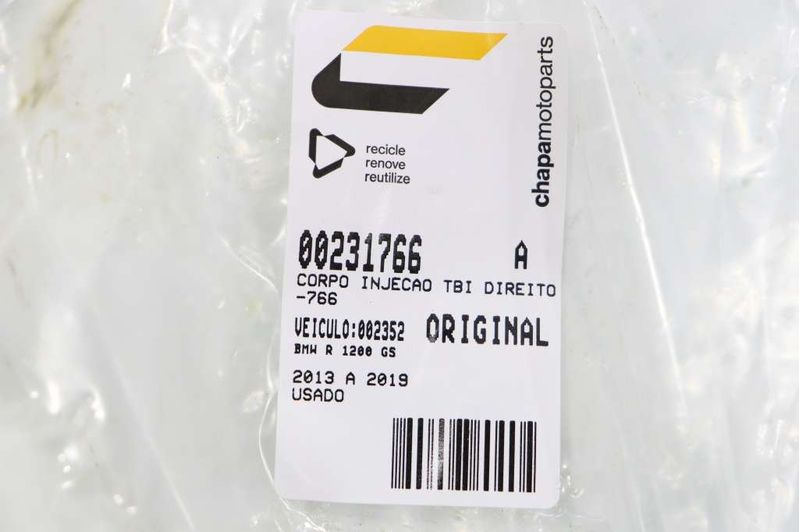 chapamotoparts
recicle
renove
reutilize
00231766 A
CORPO INJECAO TBI DIREITO
-766
VEICULO:002352 ORIGINAL
BMW R 1200 GS
2013 A 2019
USADO